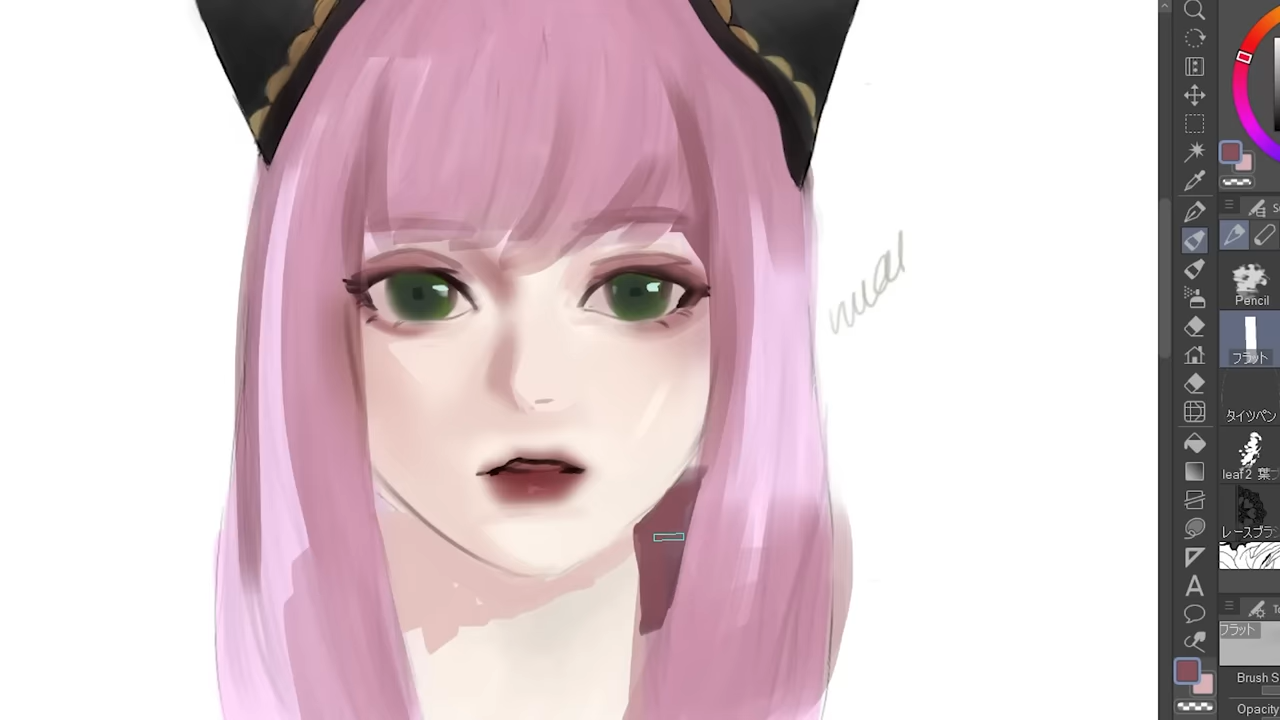 Pencil
フラット
タイツペン
leaf2 葉
レースブラ
フラット
Brush S
Opacity